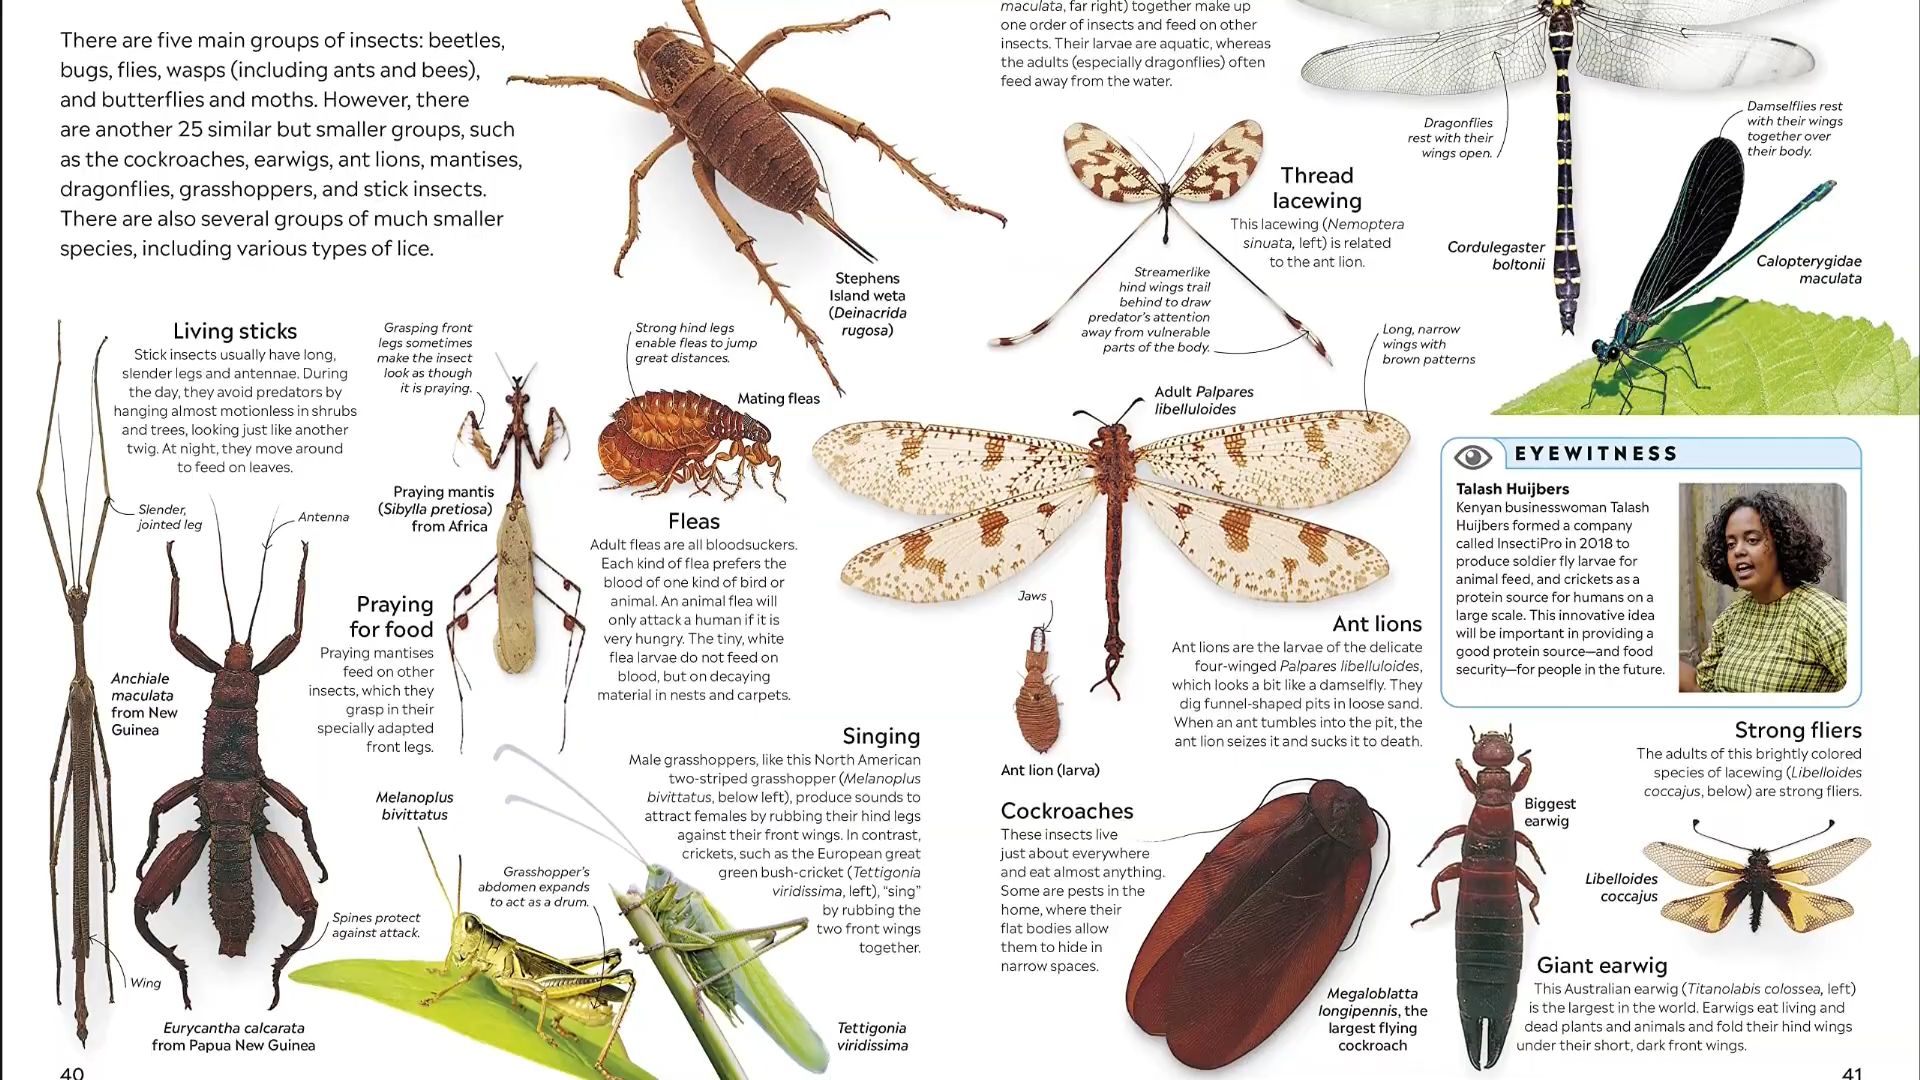 There are five main groups of insects: beetles,
bugs, flies, wasps (including ants and bees),
and butterflies and moths. However, there
are another 25 similar but smaller groups, such
as the cockroaches, earwigs, ant lions, mantises,
dragonflies, grasshoppers, and stick insects.
There are also several groups of much smaller
species, including various types of lice.
Stephens
Island weta
(Deinacrida
rugosa)
Living sticks
Stick insects usually have long,
slender legs and antennae. During
the day, they avoid predators by
hanging almost motionless in shrubs
and trees, looking just like another
twig. At night, they move around
to feed on leaves.
Grasping front
legs sometimes
make the insect
look as though
it is praying.
Strong hind legs
enable fleas to jump
great distances.
Mating fleas
Slender,
jointed leg
Antenna
Praying mantis
(Sibylla pretiosa)
from Africa
Fleas
Adult fleas are all bloodsuckers.
Each kind of flea prefers the
blood of one kind of bird or
animal. An animal flea will
only attack a human if it is
very hungry. The tiny, white
flea larvae do not feed on
blood, but on decaying
material in nests and carpets.
Praying
for food
Praying mantises
feed on other
insects, which they
grasp in their
specially adapted
front legs.
Anchiale
maculata
from New
Guinea
Singing
Male grasshoppers, like this North American
two-striped grasshopper (Melanoplus
bivittatus, below left), produce sounds to
attract females by rubbing their hind legs
against their front wings. In contrast,
crickets, such as the European great
green bush-cricket (Tettigonia
viridissima, left), “sing”
by rubbing the
two front wings
together.
Melanoplus
bivittatus
Grasshopper’s
abdomen expands
to act as a drum.
Spines protect
against attack.
Wing
Eurycantha calcarata
from Papua New Guinea
Tettigonia
viridissima
40
maculata, far right) together make up
one order of insects and feed on other
insects. Their larvae are aquatic, whereas
the adults (especially dragonflies) often
feed away from the water.
Dragonflies
rest with their
wings open.
Damselflies rest
with their wings
together over
their body.
Thread
lacewing
This lacewing (Nemoptera
sinuata, left) is related
to the ant lion.
Cordulegaster
boltonii
Calopterygidae
maculata
Streamerlike
hind wings trail
behind to draw
predator’s attention
away from vulnerable
parts of the body.
Long, narrow
wings with
brown patterns
Adult Palpares
libelluloides
EYEWITNESS
Talash Huijbers
Kenyan businesswoman Talash
Huijbers formed a company
called InsectiPro in 2018 to
produce soldier fly larvae for
animal feed, and crickets as a
protein source for humans on a
large scale. This innovative idea
will be important in providing a
good protein source—and food
security—for people in the future.
Jaws
Ant lions
Ant lions are the larvae of the delicate
four-winged Palpares libelluloides,
which looks a bit like a damselfly. They
dig funnel-shaped pits in loose sand.
When an ant tumbles into the pit, the
ant lion seizes it and sucks it to death.
Ant lion (larva)
Cockroaches
These insects live
just about everywhere
and eat almost anything.
Some are pests in the
home, where their
flat bodies allow
them to hide in
narrow spaces.
Megaloblatta
longipennis, the
largest flying
cockroach
Biggest
earwig
Strong fliers
The adults of this brightly colored
species of lacewing (Libelloides
coccajus, below) are strong fliers.
Libelloides
coccajus
Giant earwig
This Australian earwig (Titanolabis colossea, left)
is the largest in the world. Earwigs eat living and
dead plants and animals and fold their hind wings
under their short, dark front wings.
41